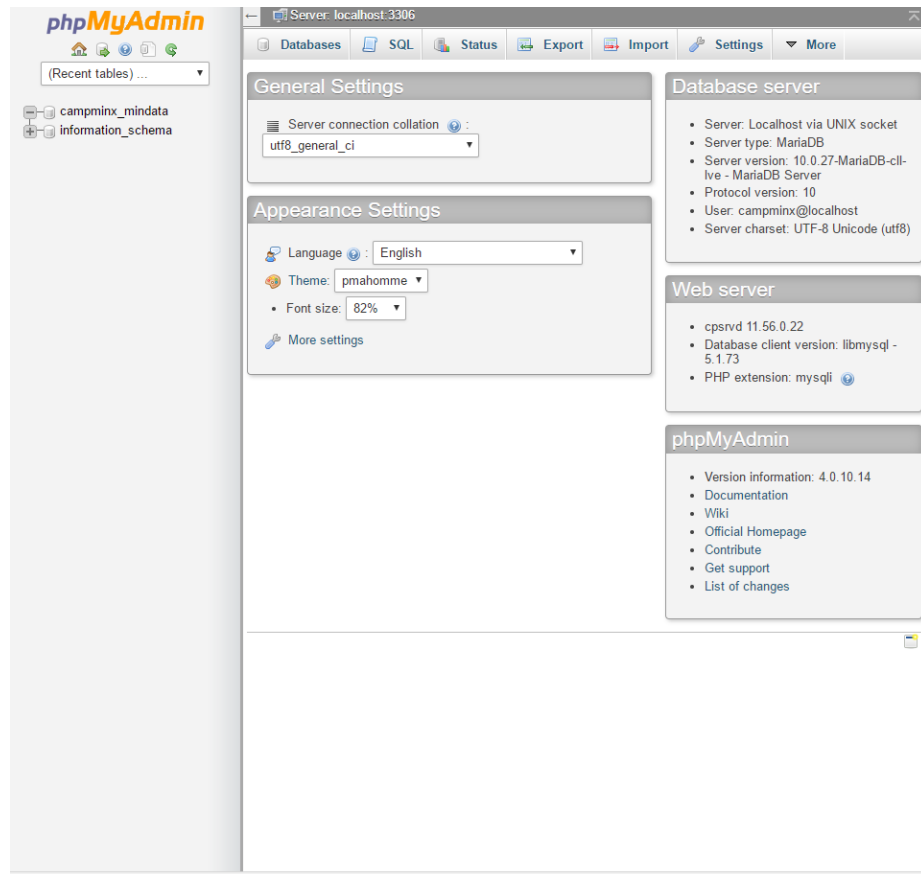 phpMyAdmin
(Recent tables) ...
campminx_mindata
information_schema
Server: localhost:3306
Databases SQL Status Export Import Settings More
General Settings
Server connection collation :
utf8_general_ci
Appearance Settings
Language : English
Theme: pmahomme
Font size: 82%
More settings
Database server
Server: Localhost via UNIX socket
Server type: MariaDB
Server version: 10.0.27-MariaDB-cll-
lve - MariaDB Server
Protocol version: 10
User: campminx@localhost
Server charset: UTF-8 Unicode (utf8)
Web server
cpsrvd 11.56.0.22
Database client version: libmysql -
5.1.73
PHP extension: mysqli
phpMyAdmin
Version information: 4.0.10.14
Documentation
Wiki
Official Homepage
Contribute
Get support
List of changes